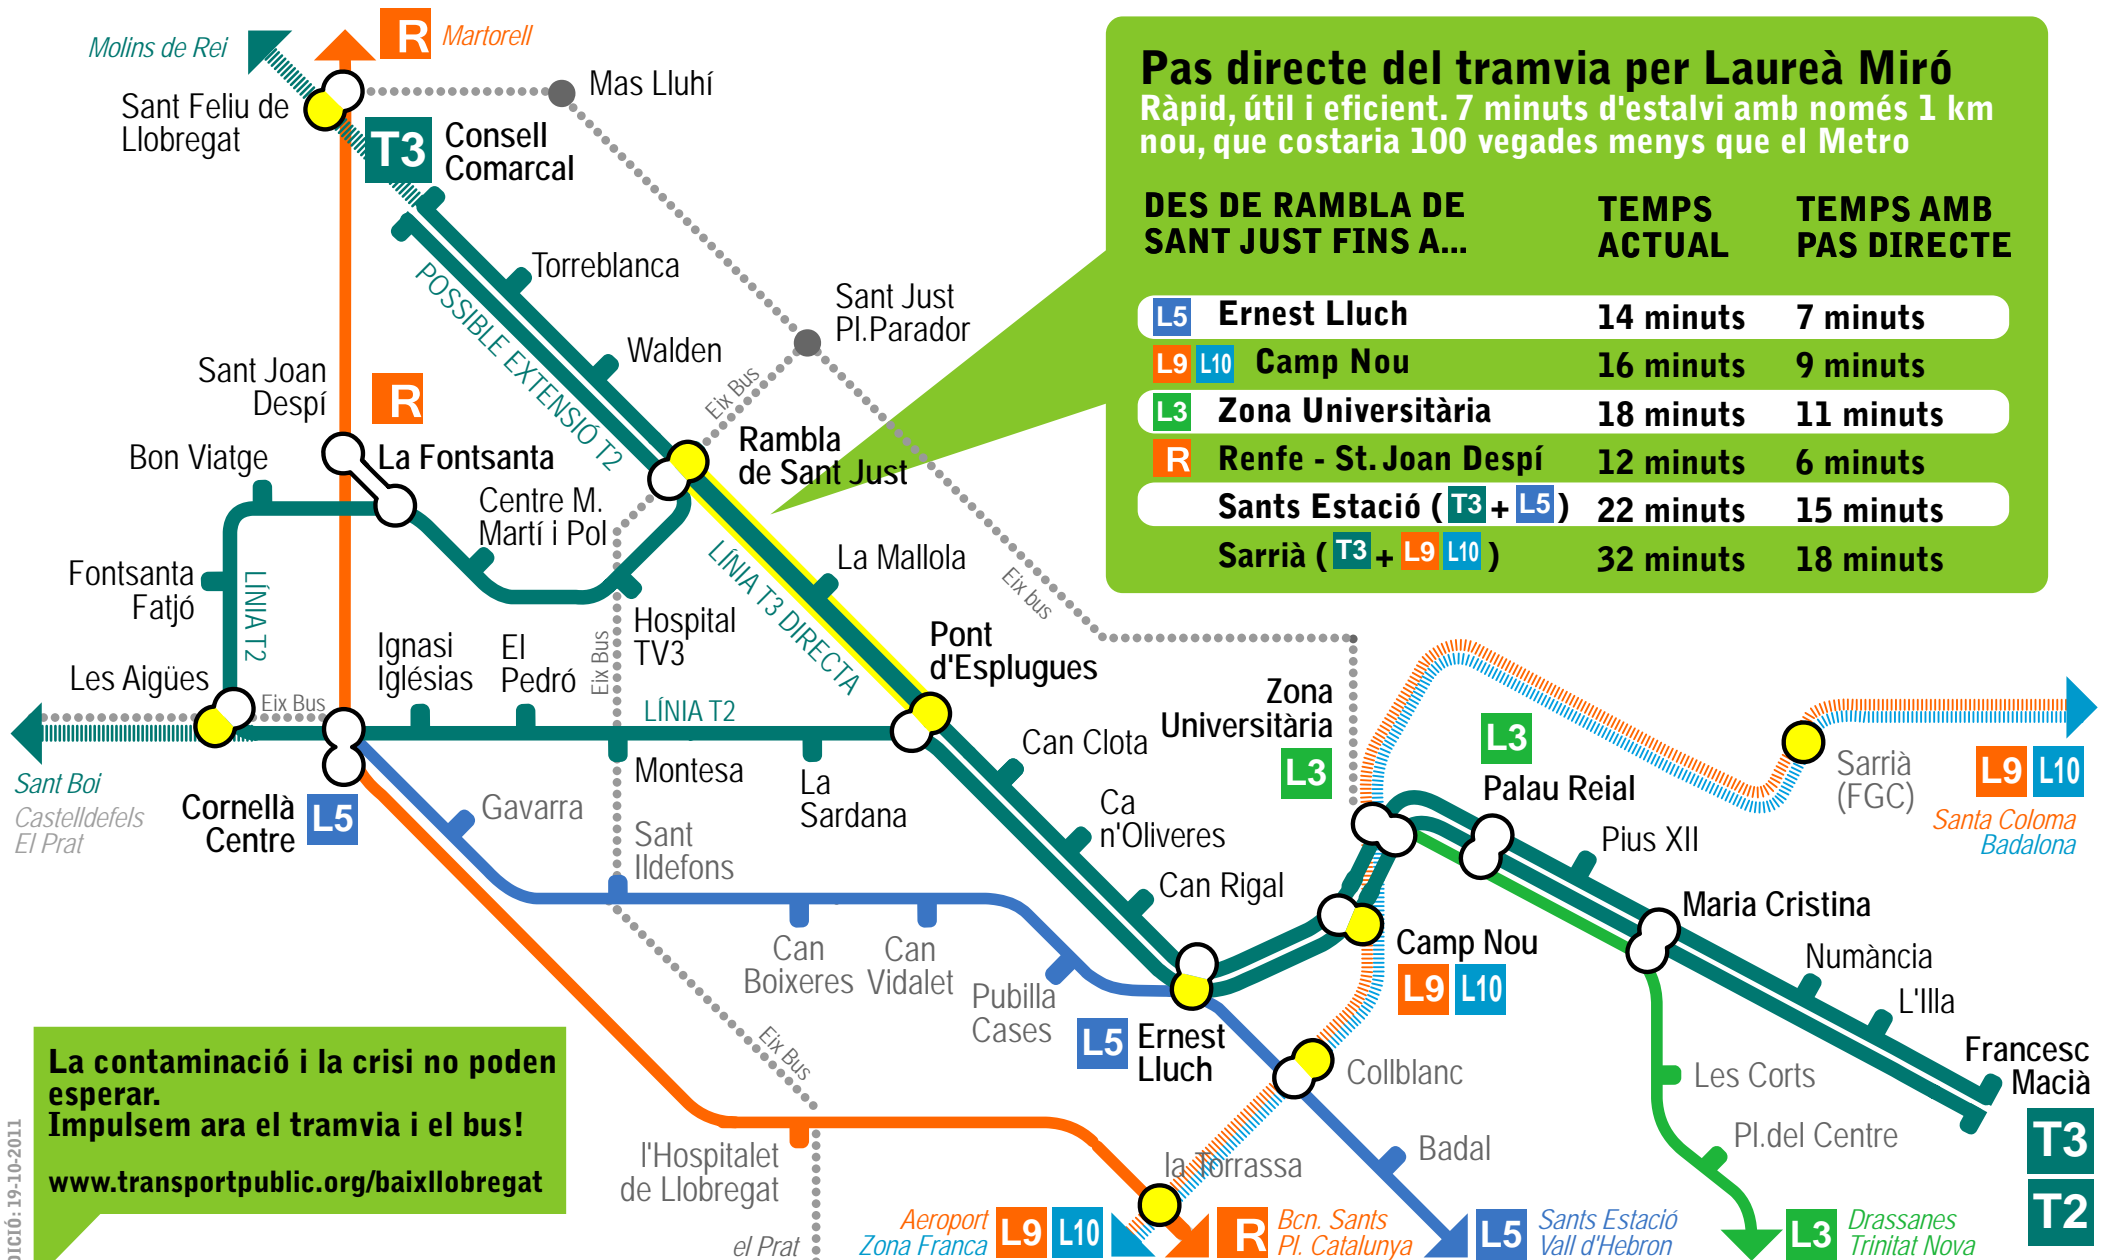 Molins de Rei
R Martorell
Sant Feliu de
Llobregat
Mas Lluhí
T3 Consell
Comarcal
Torreblanca
POSSIBLE EXTENSIÓ T2
Walden
Sant Just
Pl.Parador
Eix Bus
Sant Joan
Despí
R
Rambla
de Sant Just
Bon Viatge
La Fontsanta
Centre M.
Martí i Pol
Fontsanta
Fatjó
LÍNIA T2
LÍNIA T3 DIRECTA
La Mallola
Eix bus
Hospital
TV3
Eix Bus
Pont
d'Esplugues
Ignasi
Iglésias
El
Pedró
Les Aigües
Eix Bus
LÍNIA T2
Sant Boi
Castelldefels
El Prat
Cornellà
Centre
L5
Montesa
La
Sardana
Gavarra
Sant
Ildefons
Can Clota
Ca
n'Oliveres
Can Rigal
Zona
Universitària
L3
L3
Palau Reial
Pius XII
Sarrià
(FGC)
L9 L10
Santa Coloma
Badalona
Maria Cristina
Camp Nou
L9 L10
Numància
L'Illa
Francesc
Macià
T3
T2
Can
Boixeres
Can
Vidalet
Pubilla
Cases
L5 Ernest
Lluch
Collblanc
Eix Bus
Les Corts
Pl.del Centre
Badal
la Torrassa
l'Hospitalet
de Llobregat
el Prat
Aeroport
Zona Franca
L9 L10
R Bcn. Sants
Pl. Catalunya
L5 Sants Estació
Vall d'Hebron
L3 Drassanes
Trinitat Nova
Pas directe del tramvia per Laureà Miró
Ràpid, útil i eficient. 7 minuts d'estalvi amb només 1 km
nou, que costaria 100 vegades menys que el Metro
DES DE RAMBLA DE
SANT JUST FINS A...
TEMPS
ACTUAL
TEMPS AMB
PAS DIRECTE
L5 Ernest Lluch 14 minuts 7 minuts
L9 L10 Camp Nou 16 minuts 9 minuts
L3 Zona Universitària 18 minuts 11 minuts
R Renfe - St. Joan Despí 12 minuts 6 minuts
Sants Estació ( T3 + L5 ) 22 minuts 15 minuts
Sarrià ( T3 + L9 L10 ) 32 minuts 18 minuts
La contaminació i la crisi no poden
esperar.
Impulsem ara el tramvia i el bus!
www.transportpublic.org/baixllobregat
DICIÓ: 19-10-2011